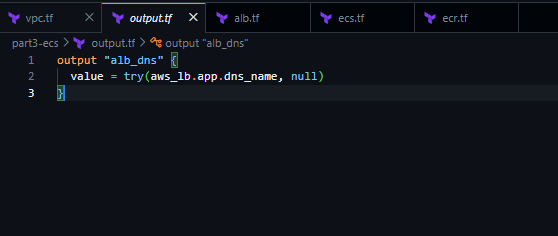 vpc.tf output.tf alb.tf ecs.tf ecr.tf
part3-ecs > output.tf > output "alb_dns"
1 output "alb_dns" {
2 value = try(aws_lb.app.dns_name, null)
3 }